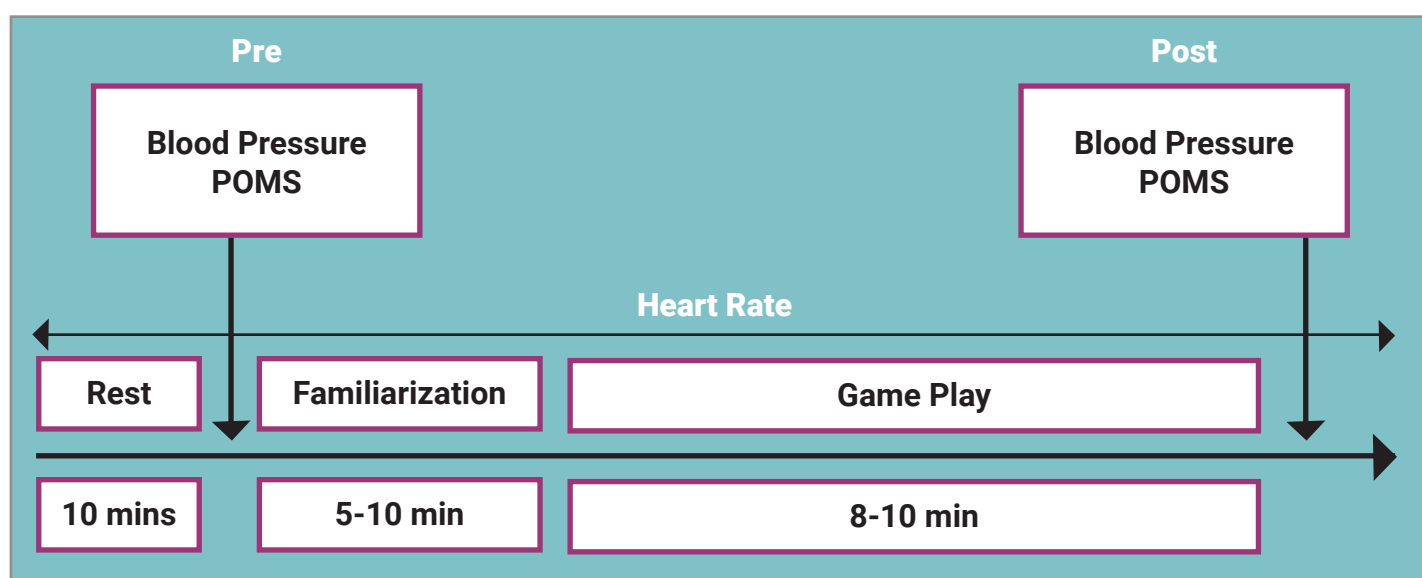 Pre
Post
Blood Pressure
POMS
Blood Pressure
POMS
Heart Rate
Rest
Familiarization
Game Play
10 mins
5-10 min
8-10 min